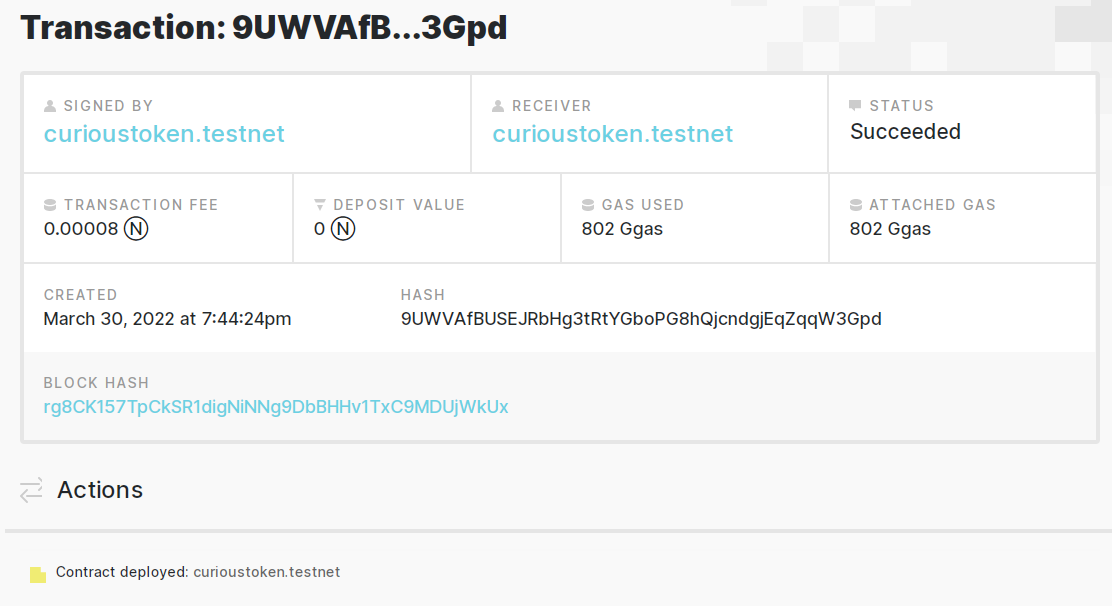 Transaction: 9UWVAfB...3Gpd
SIGNED BY
curioustoken.testnet
RECEIVER
curioustoken.testnet
STATUS
Succeeded
TRANSACTION FEE
0.00008 Ⓝ
DEPOSIT VALUE
0 Ⓝ
GAS USED
802 Ggas
ATTACHED GAS
802 Ggas
CREATED
March 30, 2022 at 7:44:24pm
HASH
9UWVAfBUSEJRbHg3tRtYGboPG8hQjcndgjEqZqqW3Gpd
BLOCK HASH
rg8CK157TpCkSR1digNiNNg9DbBHHv1TxC9MDUjWkUx
Actions
Contract deployed: curioustoken.testnet